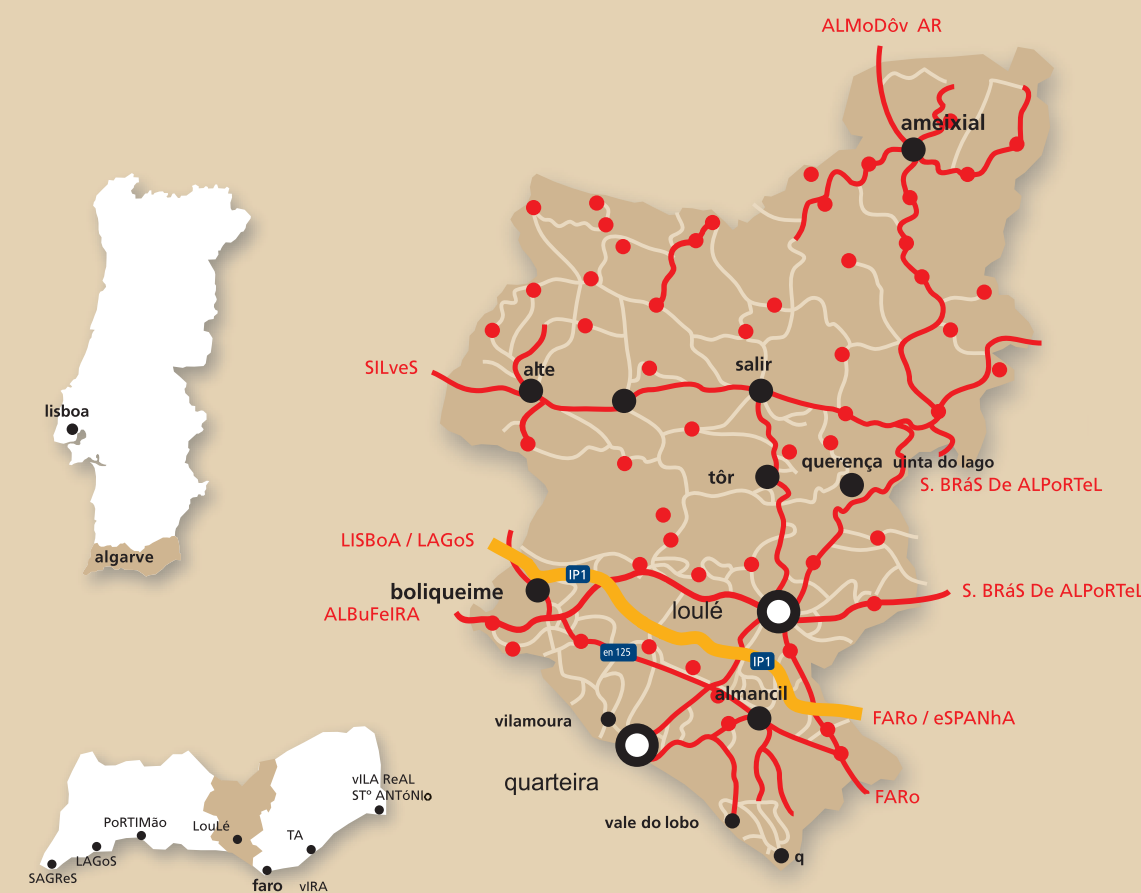 ALMoDôv AR
ameixial
SILveS
alte
salir
lisboa
tôr
querença
uinta do lago
S. BRáS De ALPoRTeL
LISBoA / LAGoS
algarve
IP1
boliqueime
S. BRáS De ALPoRTeL
loulé
ALBuFeIRA
en 125
IP1
almancil
FARo / eSPANhA
vilamoura
quarteira
vILA ReAL
STº ANTóNIo
FARo
PoRTIMão
LouLé
vale do lobo
TA
LAGoS
q
SAGReS
faro
vIRA